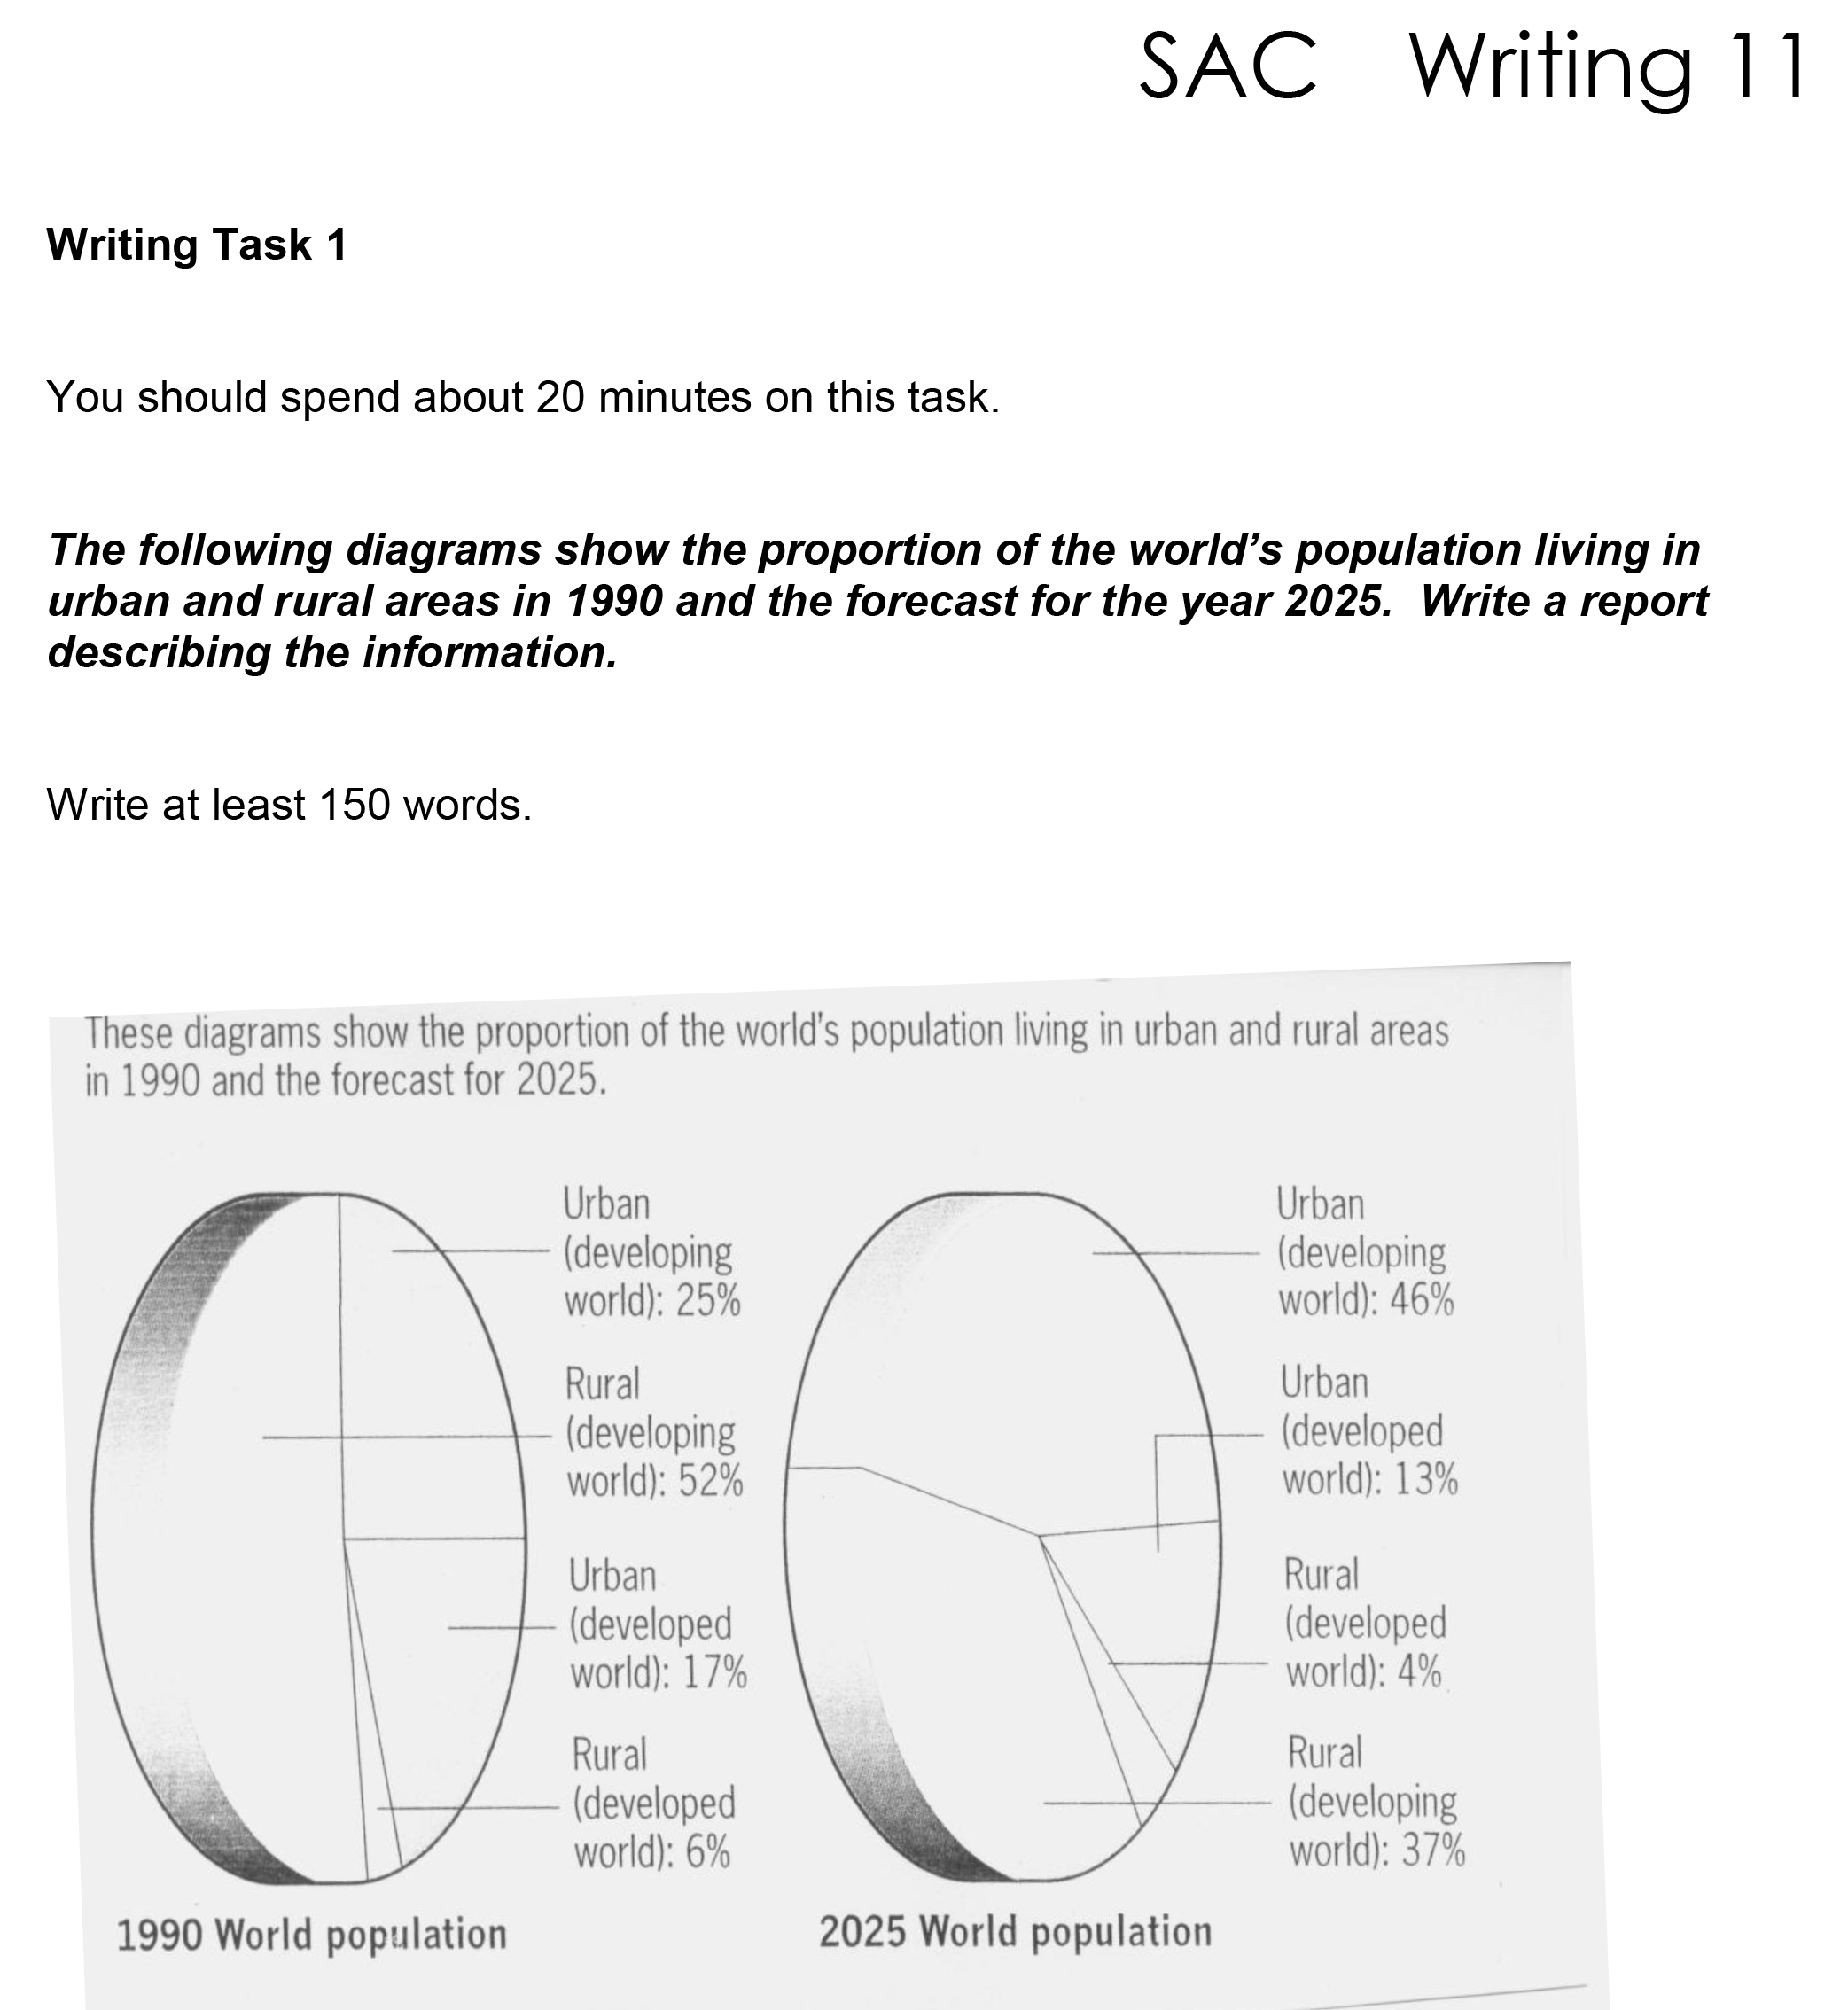 SAC Writing 11
Writing Task 1
You should spend about 20 minutes on this task.
The following diagrams show the proportion of the world’s population living in
urban and rural areas in 1990 and the forecast for the year 2025. Write a report
describing the information.
Write at least 150 words.
These diagrams show the proportion of the world's population living in urban and rural areas
in 1990 and the forecast for 2025.
Urban
(developing
world): 25%
Rural
(developing
world): 52%
Urban
(developed
world): 17%
Rural
(developed
world): 6%
1990 World population
Urban
(developing
world): 46%
Urban
(developed
world): 13%
Rural
(developed
world): 4%
Rural
(developing
world): 37%
2025 World population